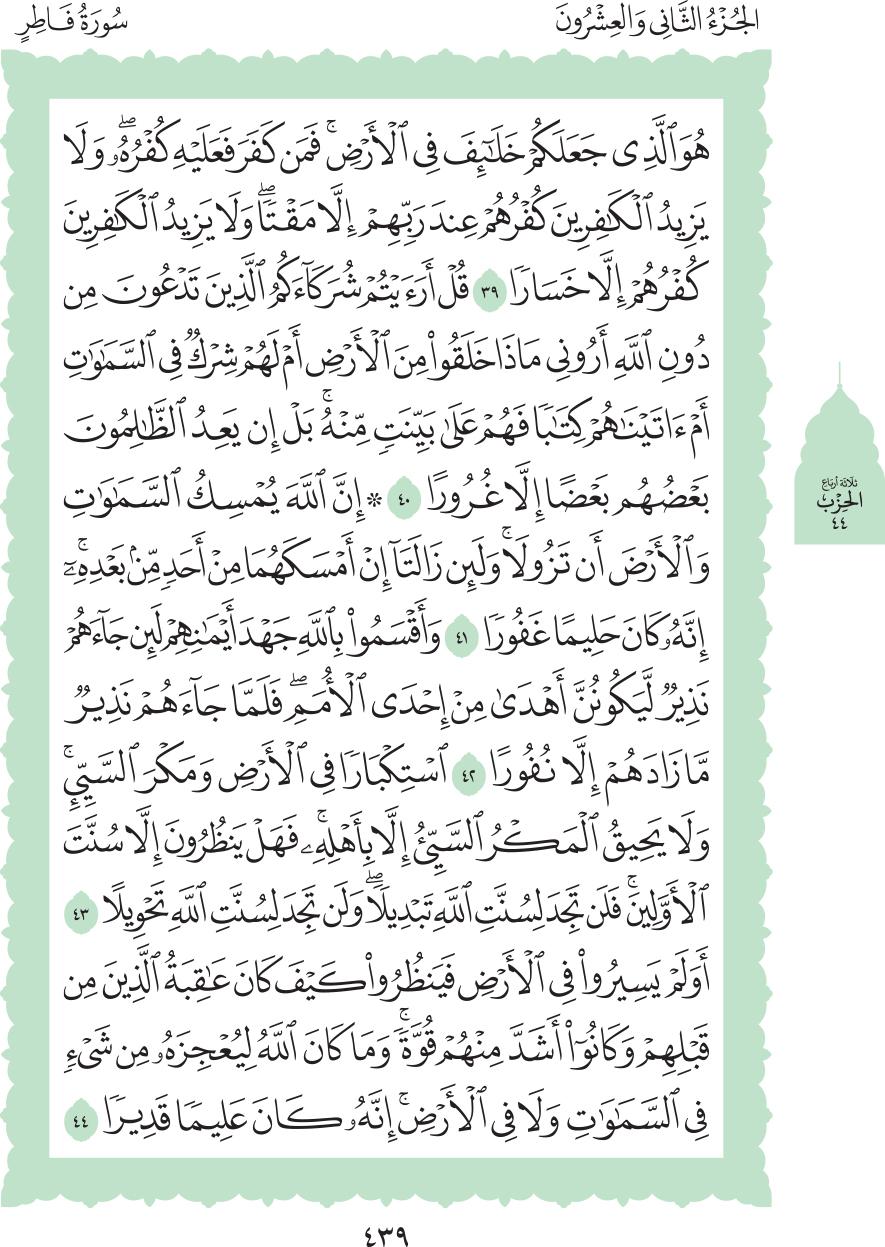 الجُزْءُ الثَّانِي وَالعِشْرُونَ
سُورَةُ فَاطِرٍ
هُوَ ٱلَّذِى جَعَلَكُمْ خَلَٰٓئِفَ فِى ٱلْأَرْضِ ۚ فَمَن كَفَرَ فَعَلَيْهِ كُفْرُهُۥ ۖ وَلَا
يَزِيدُ ٱلْكَٰفِرِينَ كُفْرُهُمْ عِندَ رَبِّهِمْ إِلَّا مَقْتًا ۖ وَلَا يَزِيدُ ٱلْكَٰفِرِينَ
كُفْرُهُمْ إِلَّا خَسَارًا ٣٩ قُلْ أَرَءَيْتُمْ شُرَكَآءَكُمُ ٱلَّذِينَ تَدْعُونَ مِن
دُونِ ٱللَّهِ أَرُونِى مَاذَا خَلَقُوا۟ مِنَ ٱلْأَرْضِ أَمْ لَهُمْ شِرْكٌ فِى ٱلسَّمَٰوَٰتِ
أَمْ ءَاتَيْنَٰهُمْ كِتَٰبًا فَهُمْ عَلَىٰ بَيِّنَتٍ مِّنْهُ ۚ بَلْ إِن يَعِدُ ٱلظَّٰلِمُونَ
بَعْضُهُم بَعْضًا إِلَّا غُرُورًا ٤٠ * إِنَّ ٱللَّهَ يُمْسِكُ ٱلسَّمَٰوَٰتِ
وَٱلْأَرْضَ أَن تَزُولَا ۚ وَلَئِن زَالَتَآ إِنْ أَمْسَكَهُمَا مِنْ أَحَدٍ مِّنۢ بَعْدِهِۦٓ ۚ
إِنَّهُۥ كَانَ حَلِيمًا غَفُورًا ٤١ وَأَقْسَمُوا۟ بِٱللَّهِ جَهْدَ أَيْمَٰنِهِمْ لَئِن جَآءَهُمْ
نَذِيرٌ لَّيَكُونُنَّ أَهْدَىٰ مِنْ إِحْدَى ٱلْأُمَمِ ۖ فَلَمَّا جَآءَهُمْ نَذِيرٌ
مَّا زَادَهُمْ إِلَّا نُفُورًا ٤٢ ٱسْتِكْبَارًا فِى ٱلْأَرْضِ وَمَكْرَ ٱلسَّيِّئِ ۚ
وَلَا يَحِيقُ ٱلْمَكْرُ ٱلسَّيِّئُ إِلَّا بِأَهْلِهِۦ ۚ فَهَلْ يَنظُرُونَ إِلَّا سُنَّتَ
ٱلْأَوَّلِينَ ۚ فَلَن تَجِدَ لِسُنَّتِ ٱللَّهِ تَبْدِيلًا ۖ وَلَن تَجِدَ لِسُنَّتِ ٱللَّهِ تَحْوِيلًا ٤٣
أَوَلَمْ يَسِيرُوا۟ فِى ٱلْأَرْضِ فَيَنظُرُوا۟ كَيْفَ كَانَ عَٰقِبَةُ ٱلَّذِينَ مِن
قَبْلِهِمْ وَكَانُوٓا۟ أَشَدَّ مِنْهُمْ قُوَّةً ۚ وَمَا كَانَ ٱللَّهُ لِيُعْجِزَهُۥ مِن شَىْءٍ
فِى ٱلسَّمَٰوَٰتِ وَلَا فِى ٱلْأَرْضِ ۚ إِنَّهُۥ كَانَ عَلِيمًا قَدِيرًا ٤٤
ثلاثة أرباع
الحِزْب
٤٤
٤٣٩